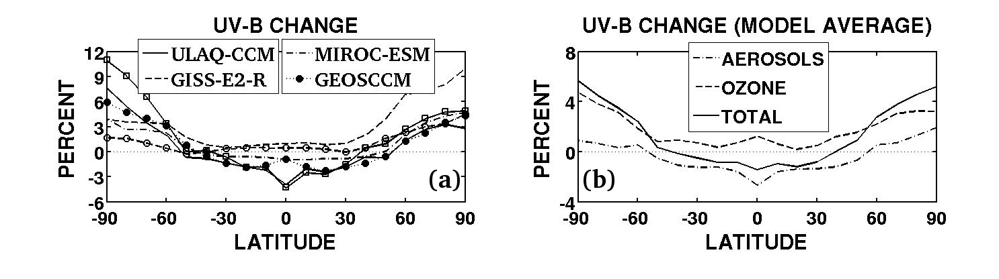 UV-B CHANGE
ULAQ-CCM
MIROC-ESM
GISS-E2-R
GEOSCCM
PERCENT
12
9
6
3
0
-3
-6
(a)
-90
-60
-30
0
30
60
90
LATITUDE
UV-B CHANGE (MODEL AVERAGE)
AEROSOLS
OZONE
TOTAL
PERCENT
8
4
0
-4
(b)
-90
-60
-30
0
30
60
90
LATITUDE